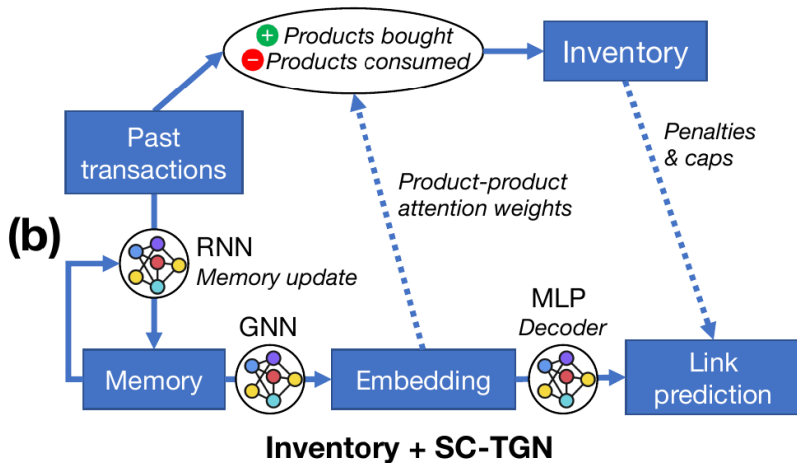 + Products bought
− Products consumed
Inventory
Past
transactions
Penalties
& caps
Product-product
attention weights
(b)
RNN
Memory update
GNN
MLP
Decoder
Memory
Embedding
Link
prediction
Inventory + SC-TGN